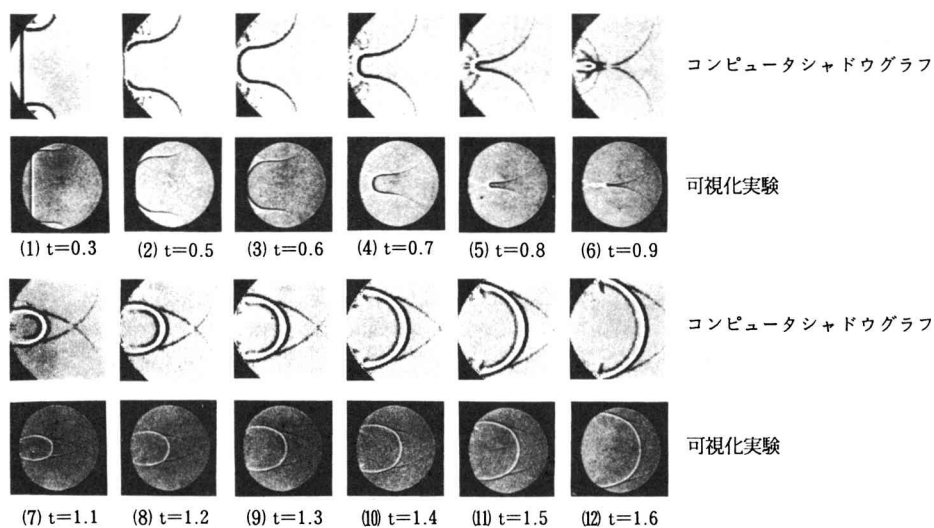 コンピュータシャドウグラフ
可視化実験
(1) t=0.3 (2) t=0.5 (3) t=0.6 (4) t=0.7 (5) t=0.8 (6) t=0.9
コンピュータシャドウグラフ
可視化実験
(7) t=1.1 (8) t=1.2 (9) t=1.3 (10) t=1.4 (11) t=1.5 (12) t=1.6